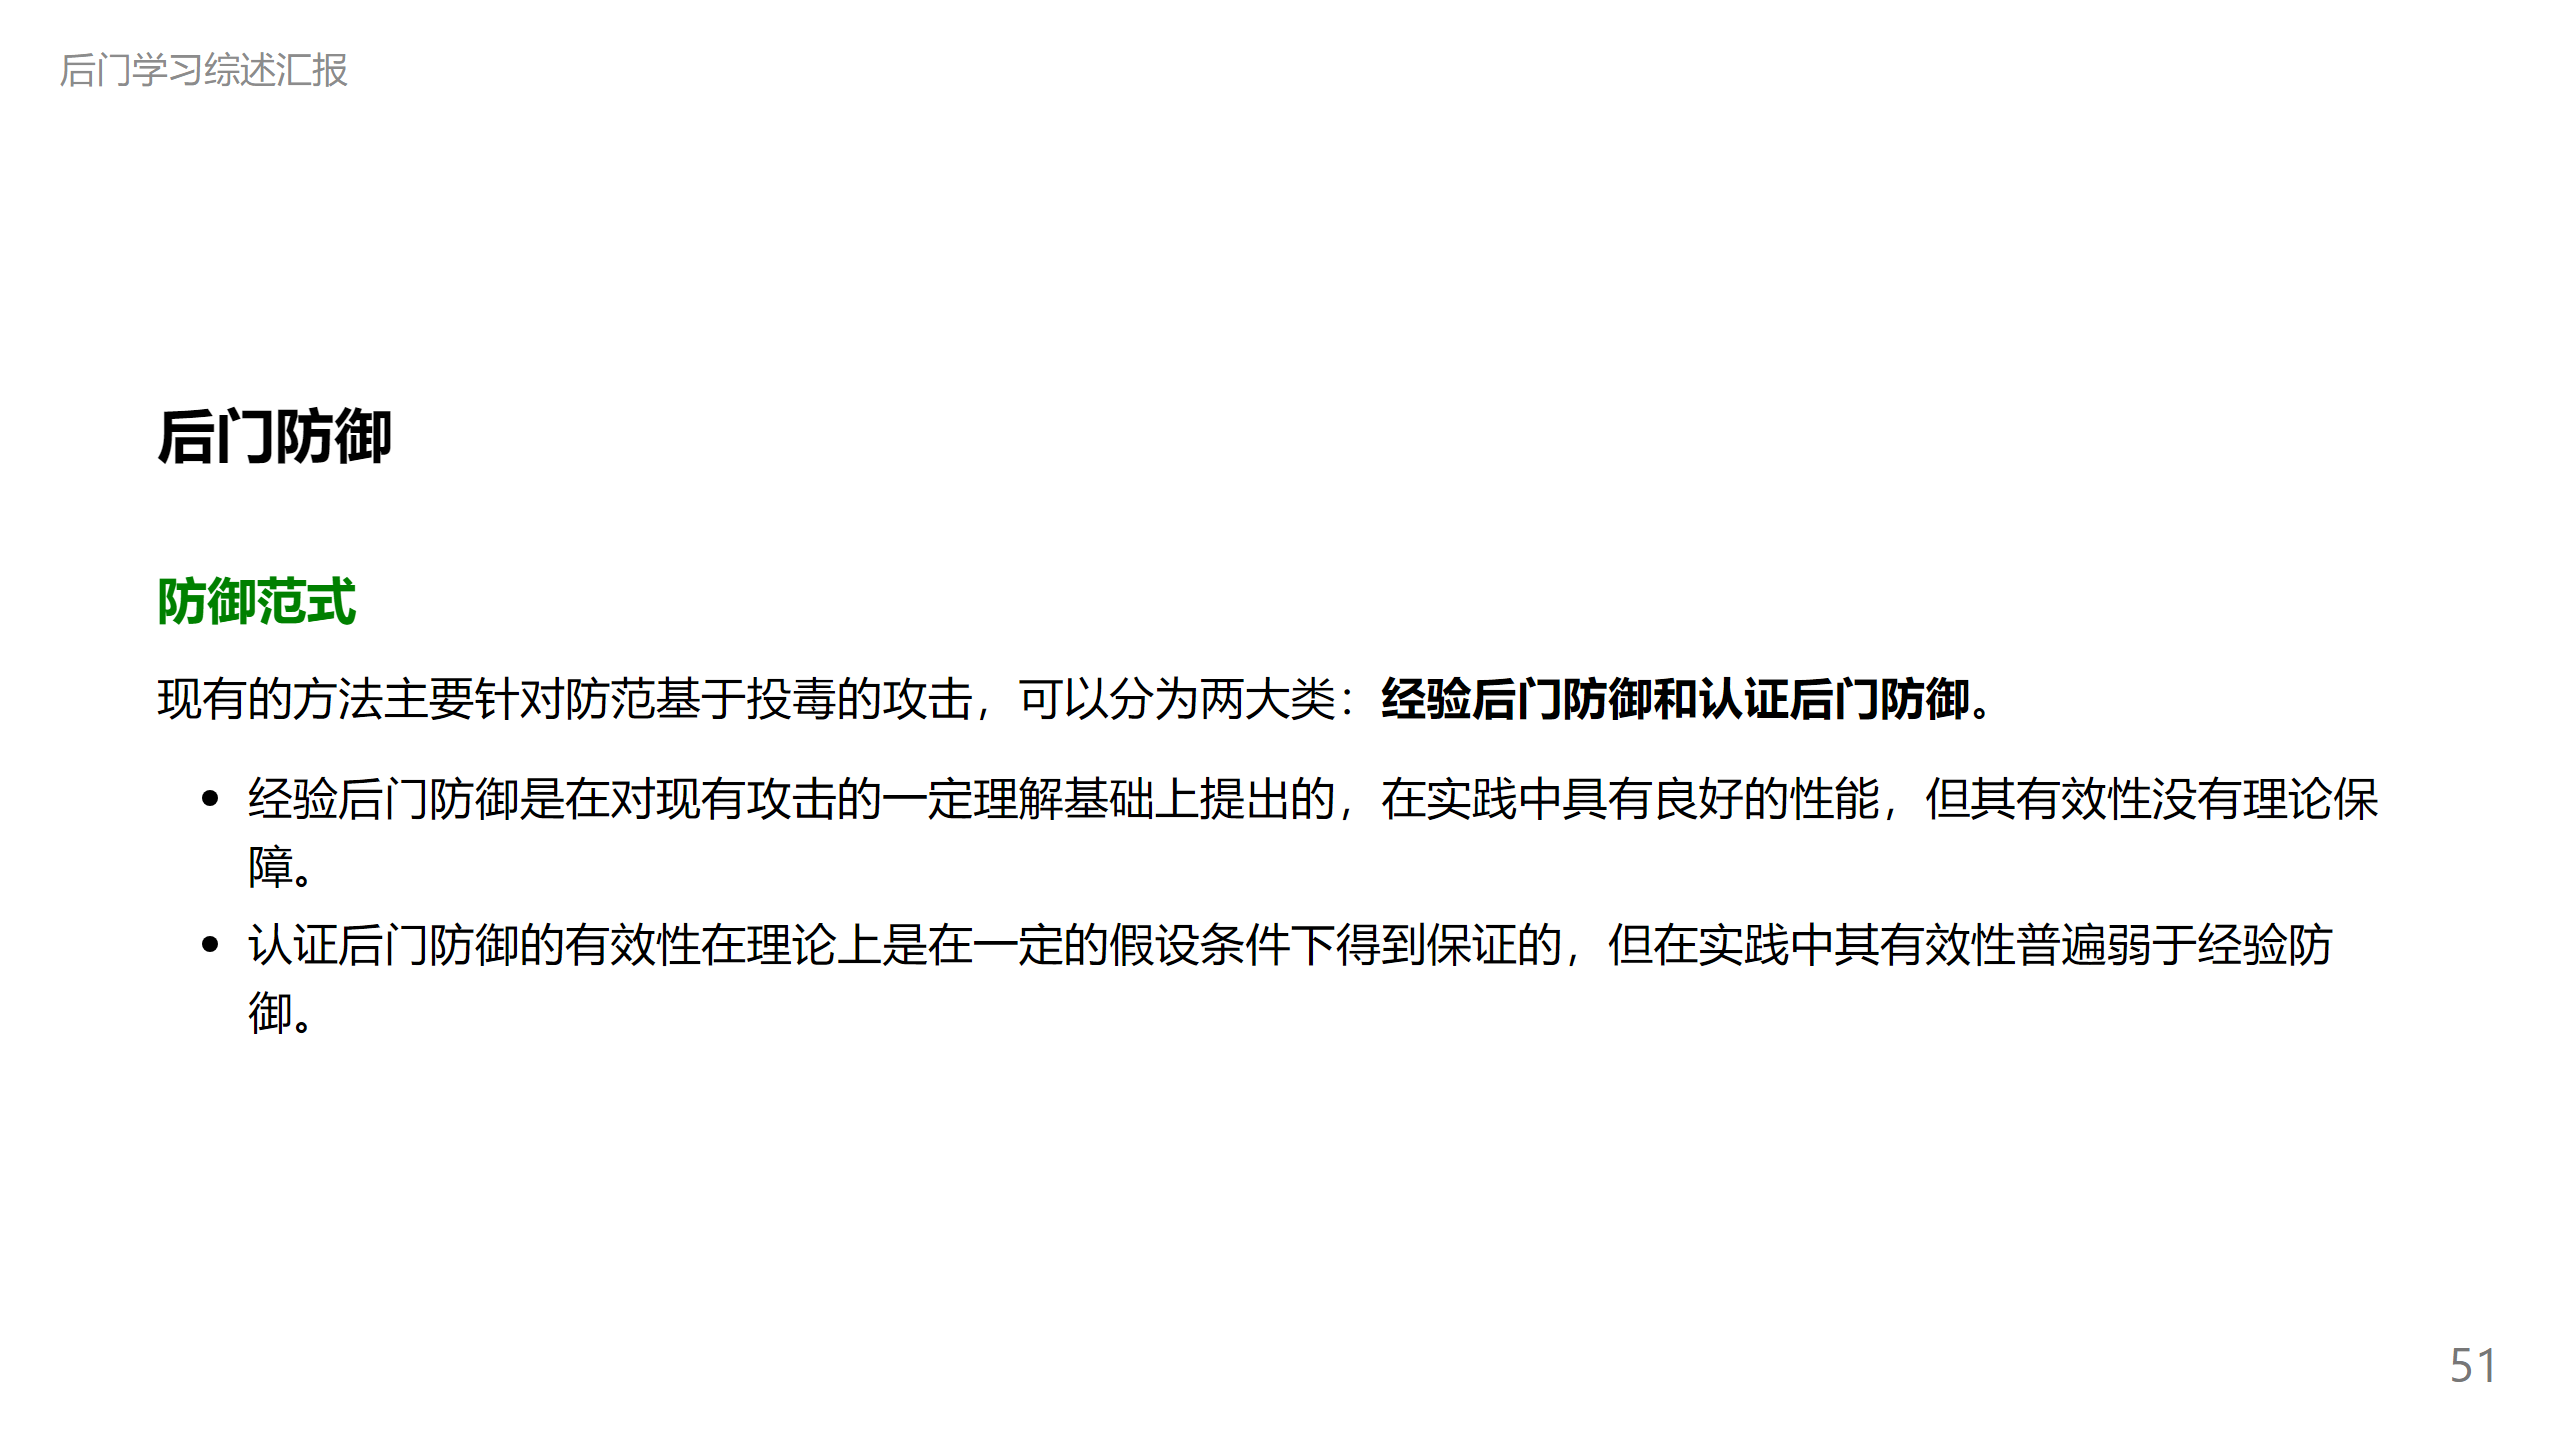 后门学习综述汇报
后门防御
防御范式
现有的方法主要针对防范基于投毒的攻击，可以分为两大类：经验后门防御和认证后门防御。
• 经验后门防御是在对现有攻击的一定理解基础上提出的，在实践中具有良好的性能，但其有效性没有理论保
障。
• 认证后门防御的有效性在理论上是在一定的假设条件下得到保证的，但在实践中其有效性普遍弱于经验防
御。
51